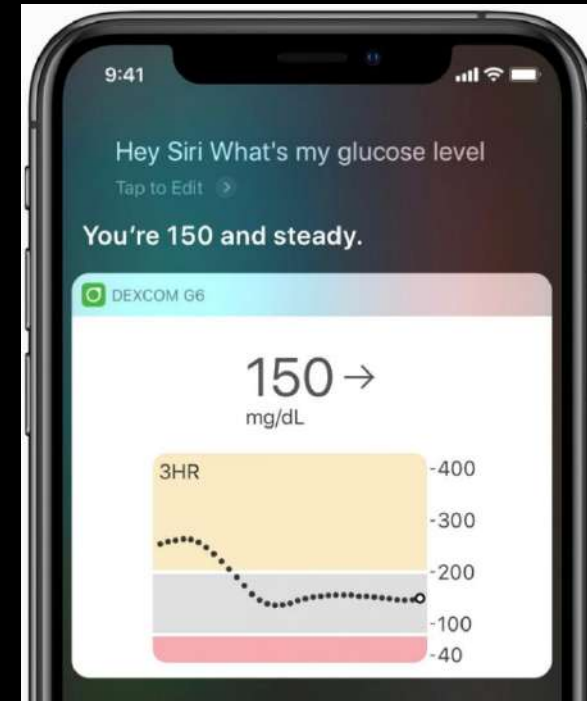 9:41
Hey Siri What's my glucose level
Tap to Edit
You're 150 and steady.
DEXCOM G6
150 →
mg/dL
3HR
-400
-300
-200
-100
-40